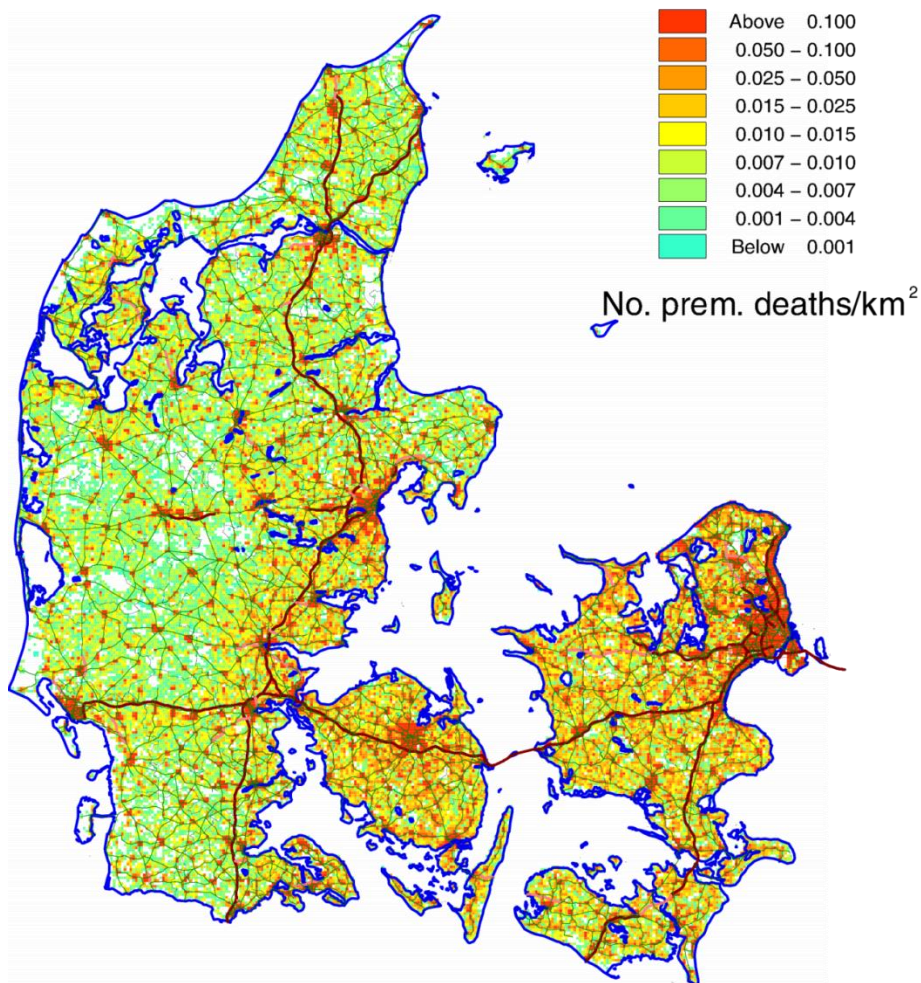 Above 0.100
0.050 – 0.100
0.025 – 0.050
0.015 – 0.025
0.010 – 0.015
0.007 – 0.010
0.004 – 0.007
0.001 – 0.004
Below 0.001
No. prem. deaths/km²